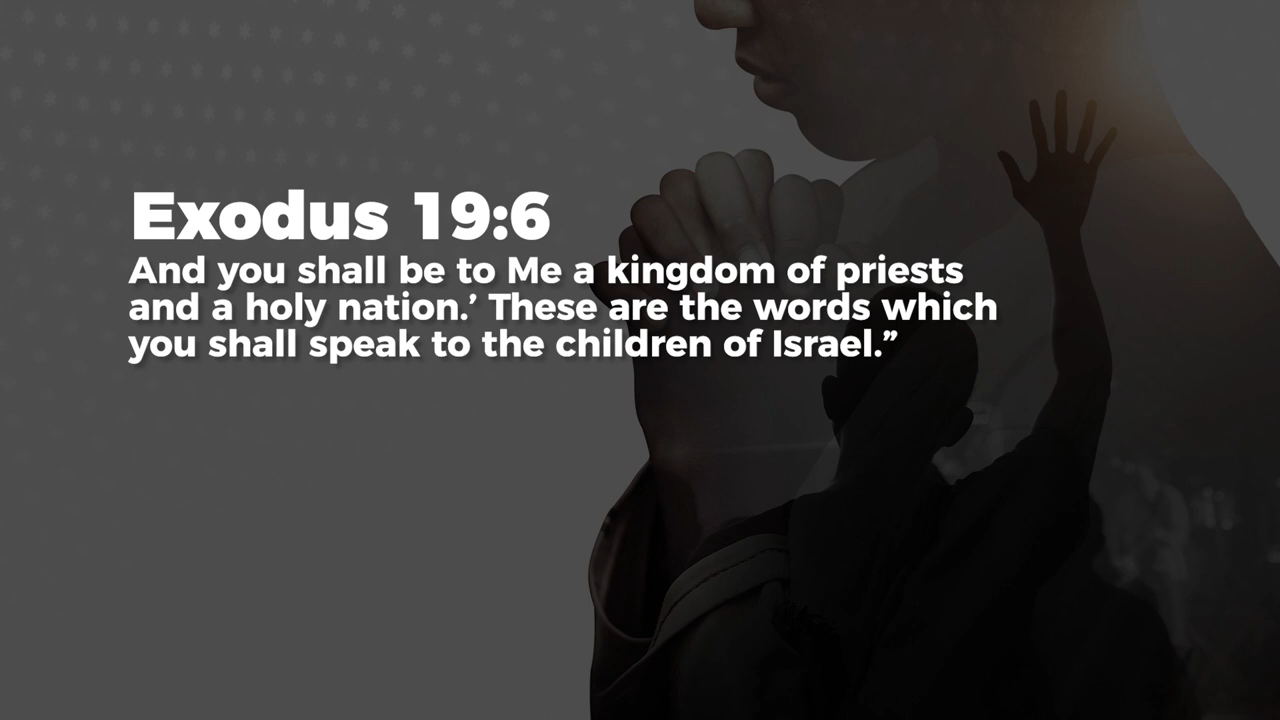 Exodus 19:6
And you shall be to Me a kingdom of priests
and a holy nation.’ These are the words which
you shall speak to the children of Israel.”